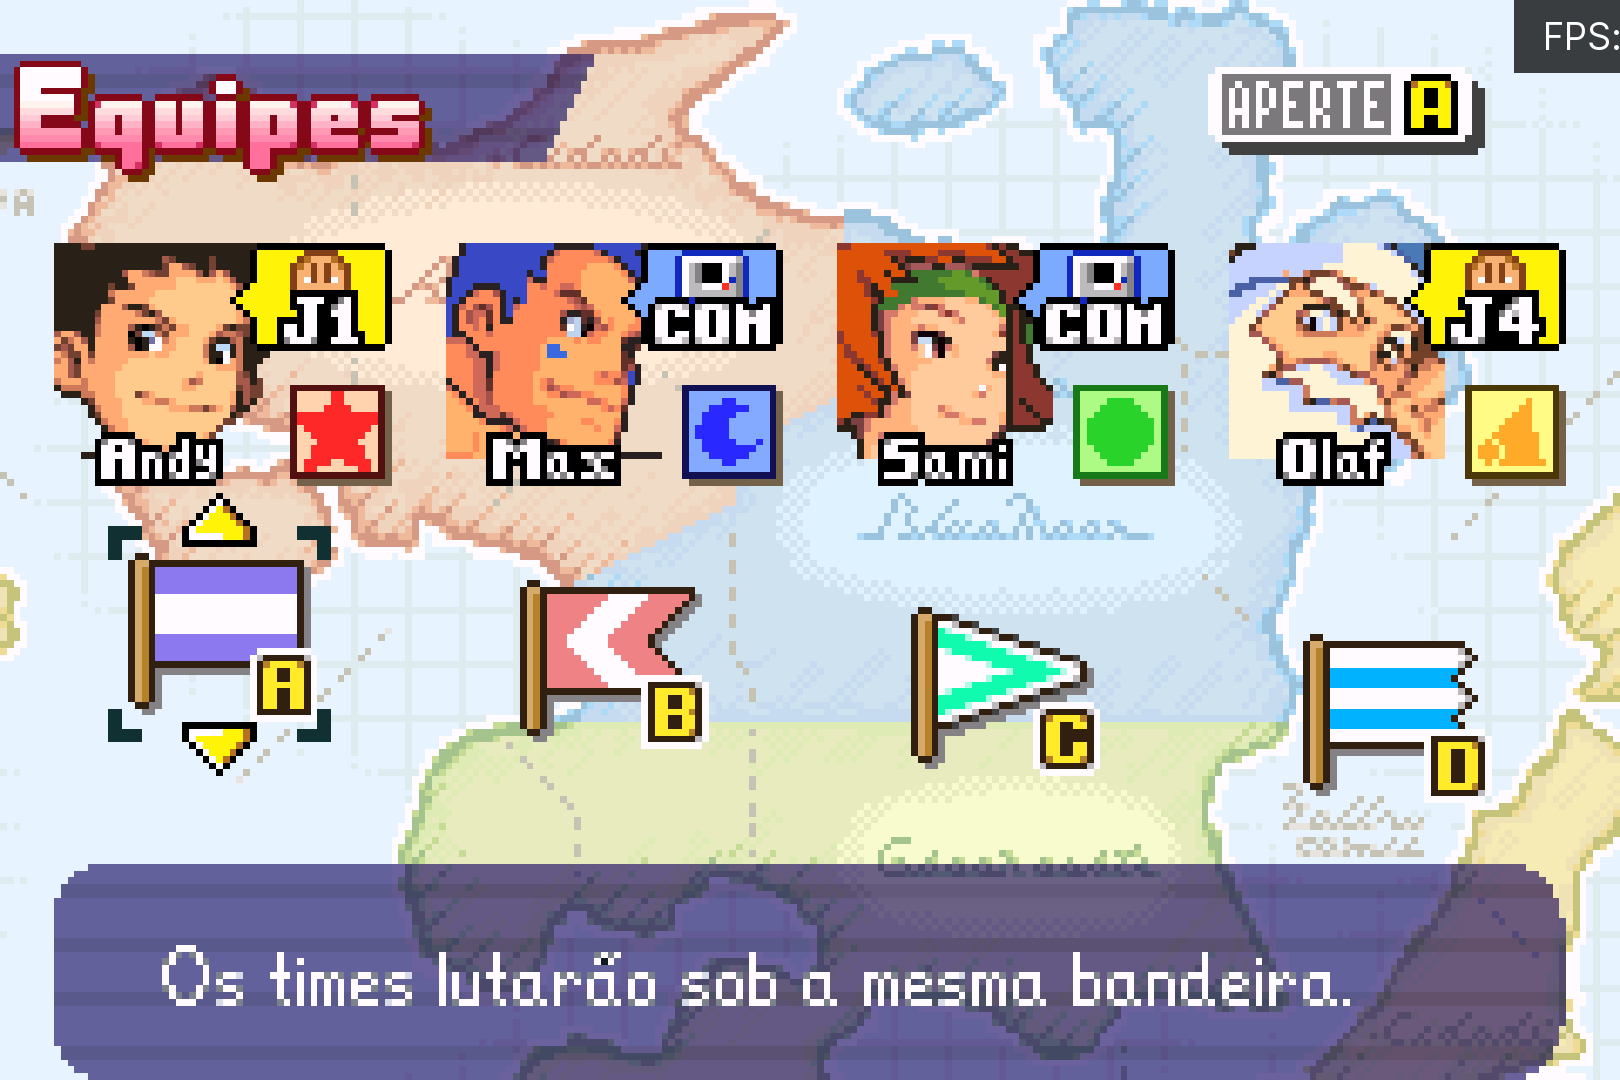 FPS:
Equipes
APERTE A
J1
COM
COM
J4
Andy
Max
Sami
Olaf
A
B
C
D
Os times lutarão sob a mesma bandeira.